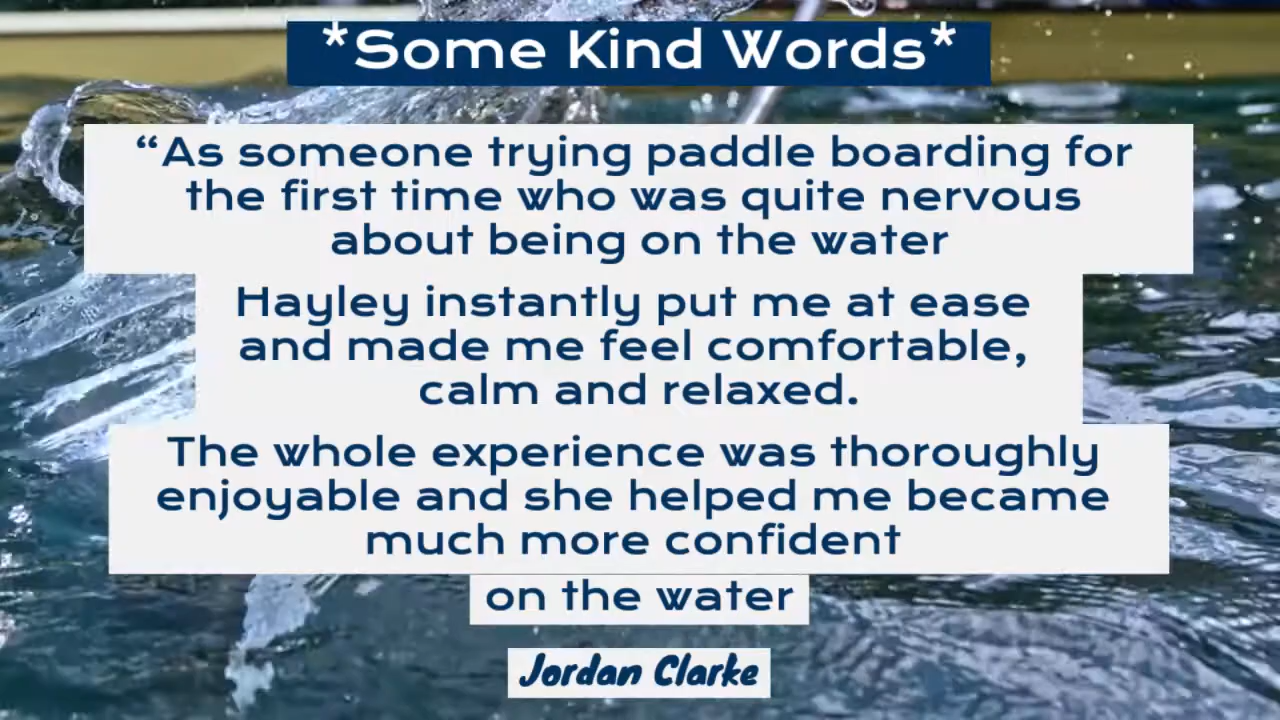 *Some Kind Words*
“As someone trying paddle boarding for
the first time who was quite nervous
about being on the water
Hayley instantly put me at ease
and made me feel comfortable,
calm and relaxed.
The whole experience was thoroughly
enjoyable and she helped me became
much more confident
on the water
Jordan Clarke